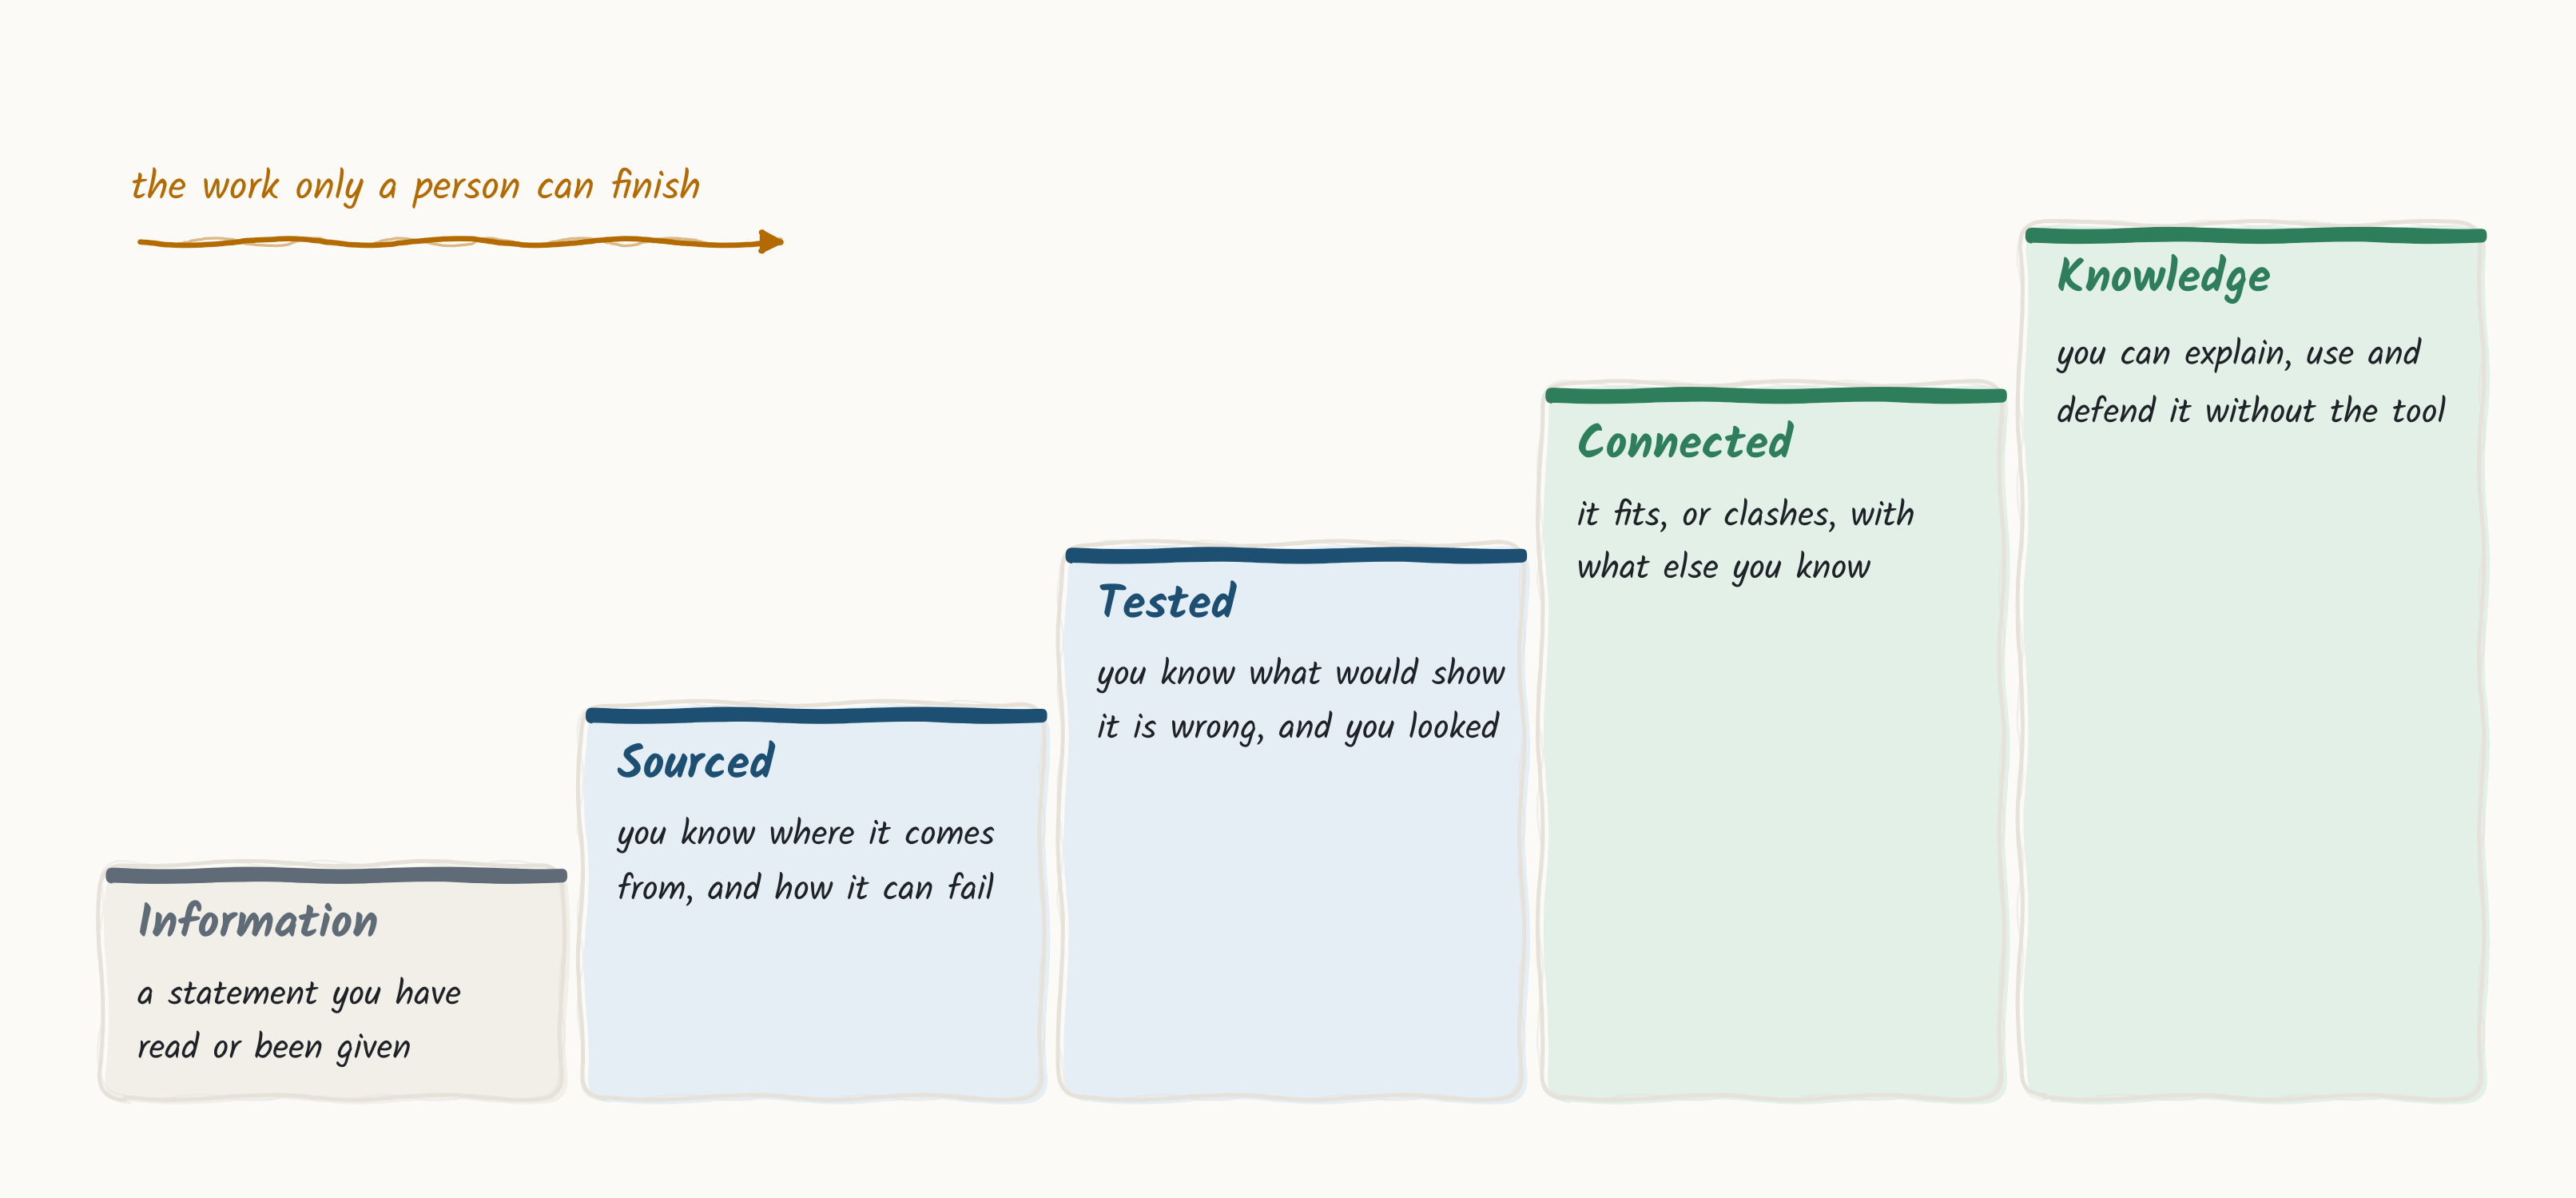 the work only a person can finish
Knowledge
you can explain, use and
defend it without the tool
Connected
it fits, or clashes, with
what else you know
Tested
you know what would show
it is wrong, and you looked
Sourced
you know where it comes
from, and how it can fail
Information
a statement you have
read or been given